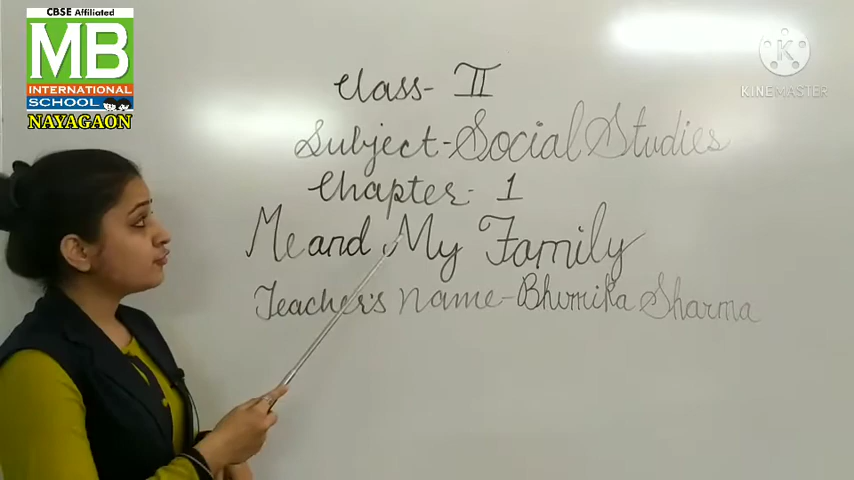 CBSE Affiliated
MB
INTERNATIONAL
SCHOOL
NAYAGAON
K
KINEMASTER
Class- II
Subject- Social Studies
Chapter- 1
Me and My Family
Teacher's name- Bhumika Sharma